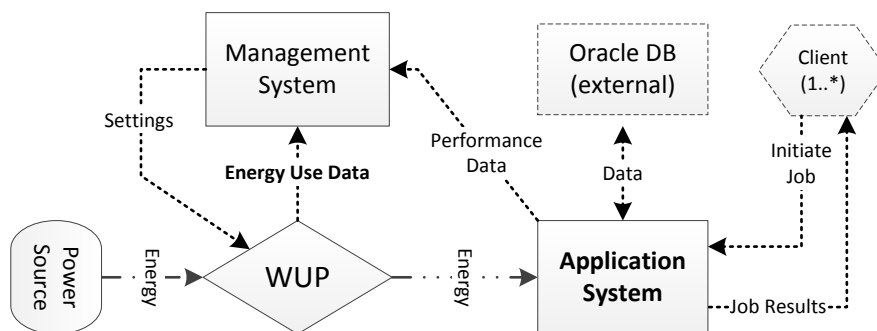 Management
System
Oracle DB
(external)
Client
(1..*)
Settings
Energy Use Data
Performance
Data
Data
Initiate
Job
Power
Source
Energy
WUP
Energy
Application
System
Job Results